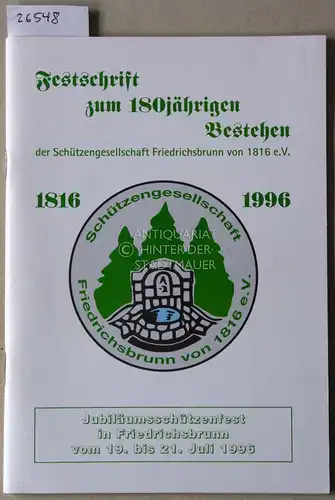 26548
Festschrift
zum 180jährigen
Bestehen
der Schützengesellschaft Friedrichsbrunn von 1816 e.V.
1816 1996
Schützengesellschaft
Friedrichsbrunn von 1816 e.V.
ANTIQUARIAT
HINTER DER
STADTMAUER
Jubiläumsschützenfest
in Friedrichsbrunn
vom 19. bis 21. Juli 1996